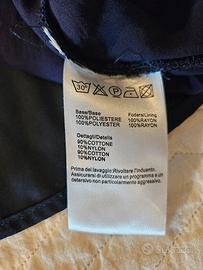 30°
Base/Base
100%POLIESTERE
100%POLYESTER
Fodera/Lining
100%RAYON
100%RAYON
Dettagli/Details
90%COTTONE
10%NYLON
90%COTTON
10%NYLON
Prima del lavaggio:Rivoltare l'indumento.
Assicurarsi di utilizzare un programma e un
detersivo non particolarmente aggressivo.